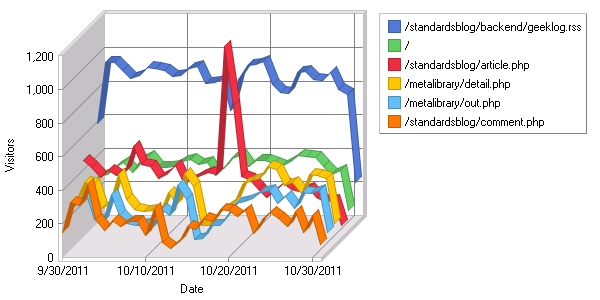 1,200
1,000
800
600
400
200
0
Visitors
9/30/2011 10/10/2011 10/20/2011 10/30/2011
Date
/standardsblog/backend/geeklog.rss
/
/standardsblog/article.php
/metalibrary/detail.php
/metalibrary/out.php
/standardsblog/comment.php